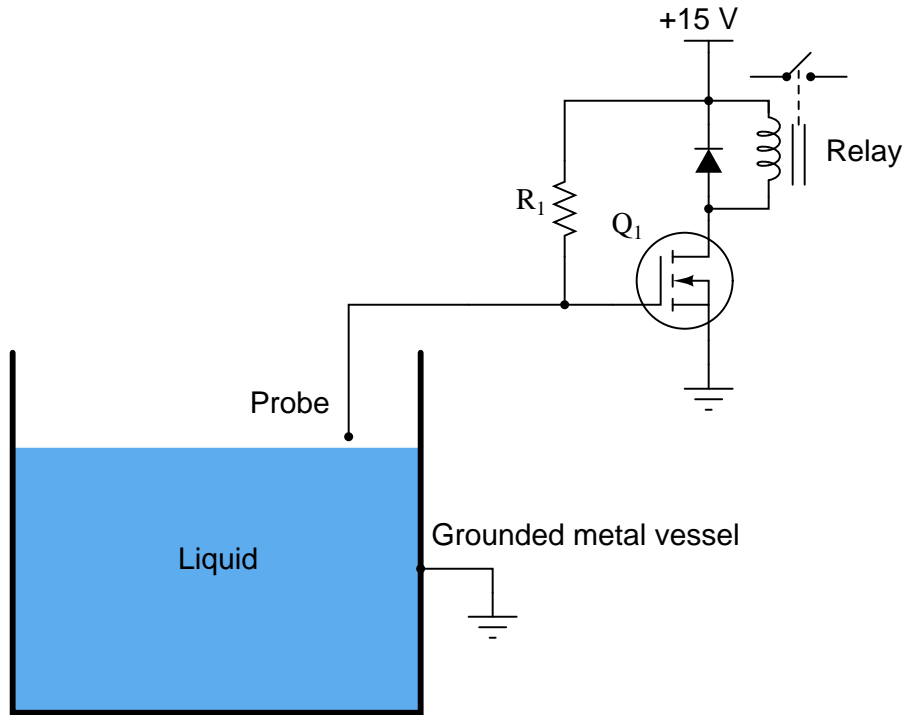 +15 V
Relay
R₁
Q₁
Probe
Grounded metal vessel
Liquid